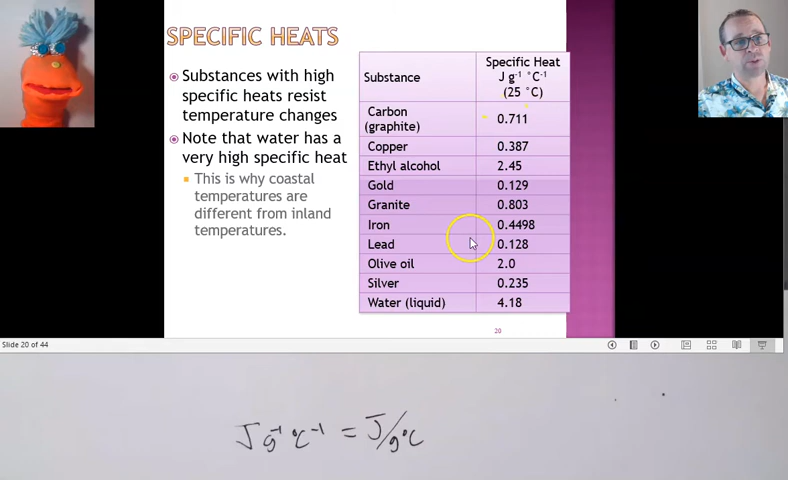 SPECIFIC HEATS
Substances with high
specific heats resist
temperature changes
Note that water has a
very high specific heat
This is why coastal
temperatures are
different from inland
temperatures.
Substance
Specific Heat
J g⁻¹ °C⁻¹
(25 °C)
Carbon
(graphite)
0.711
Copper 0.387
Ethyl alcohol 2.45
Gold 0.129
Granite 0.803
Iron 0.4498
Lead 0.128
Olive oil 2.0
Silver 0.235
Water (liquid) 4.18
20
Slide 20 of 44
J g⁻¹ °C⁻¹ = J/g°C